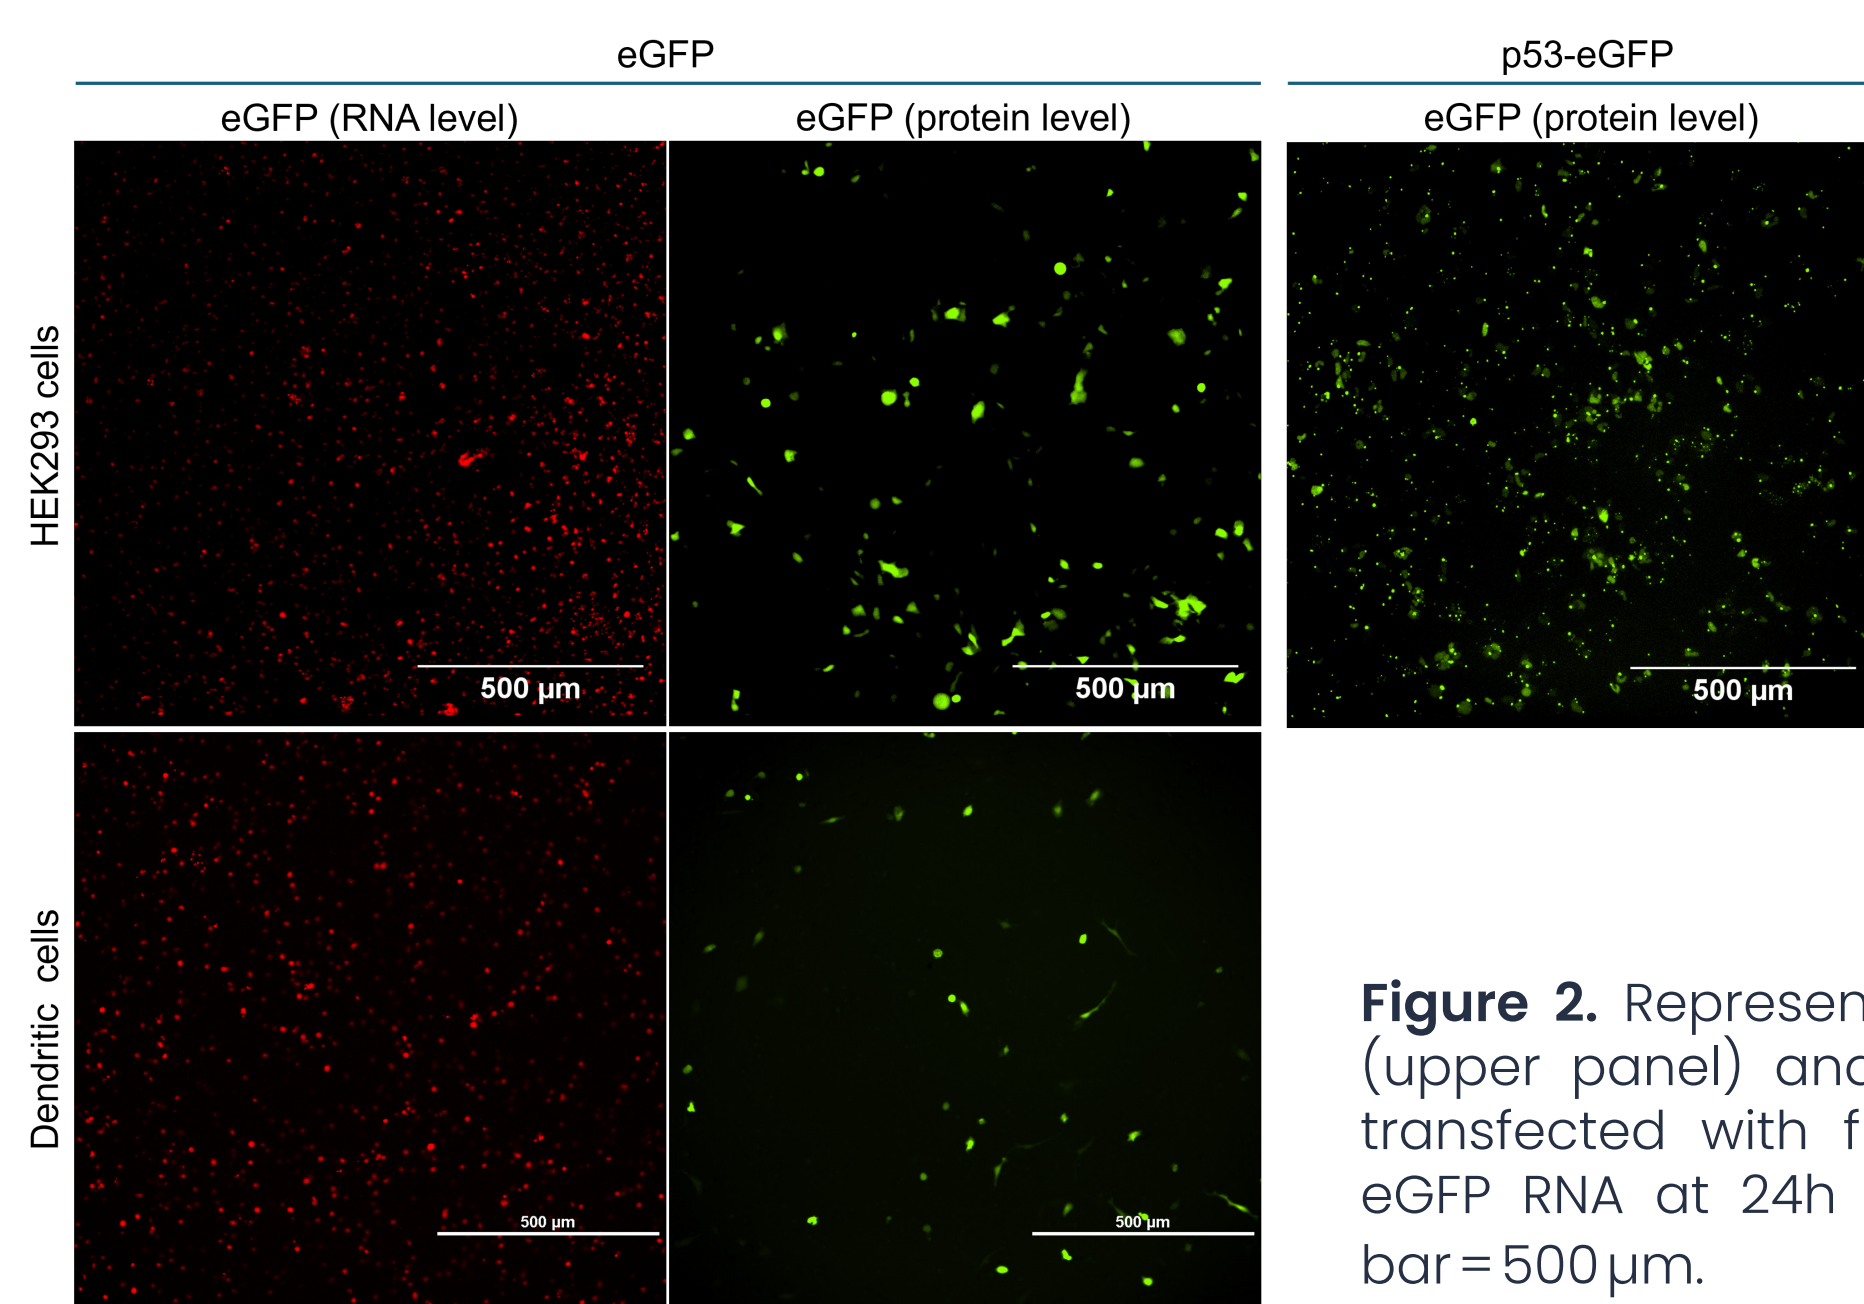 eGFP
p53-eGFP
eGFP (RNA level)
eGFP (protein level)
eGFP (protein level)
HEK293 cells
500 µm
500 µm
500 µm
Dendritic cells
500 µm
500 µm
Figure 2. Represen
(upper panel) and
transfected with f
eGFP RNA at 24h
bar = 500 µm.